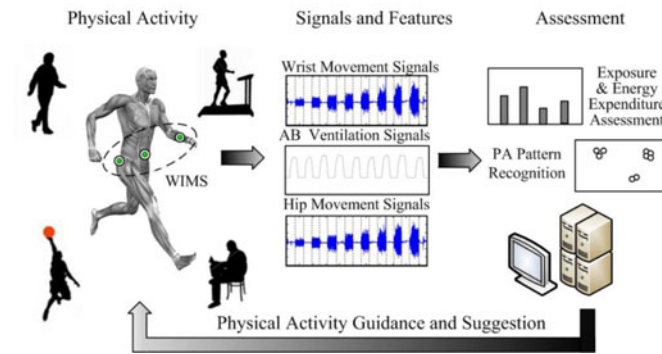 Physical Activity
Signals and Features
Assessment
Wrist Movement Signals
AB Ventilation Signals
Hip Movement Signals
WIMS
Exposure
& Energy
Expenditure
Assessment
PA Pattern
Recognition
Physical Activity Guidance and Suggestion